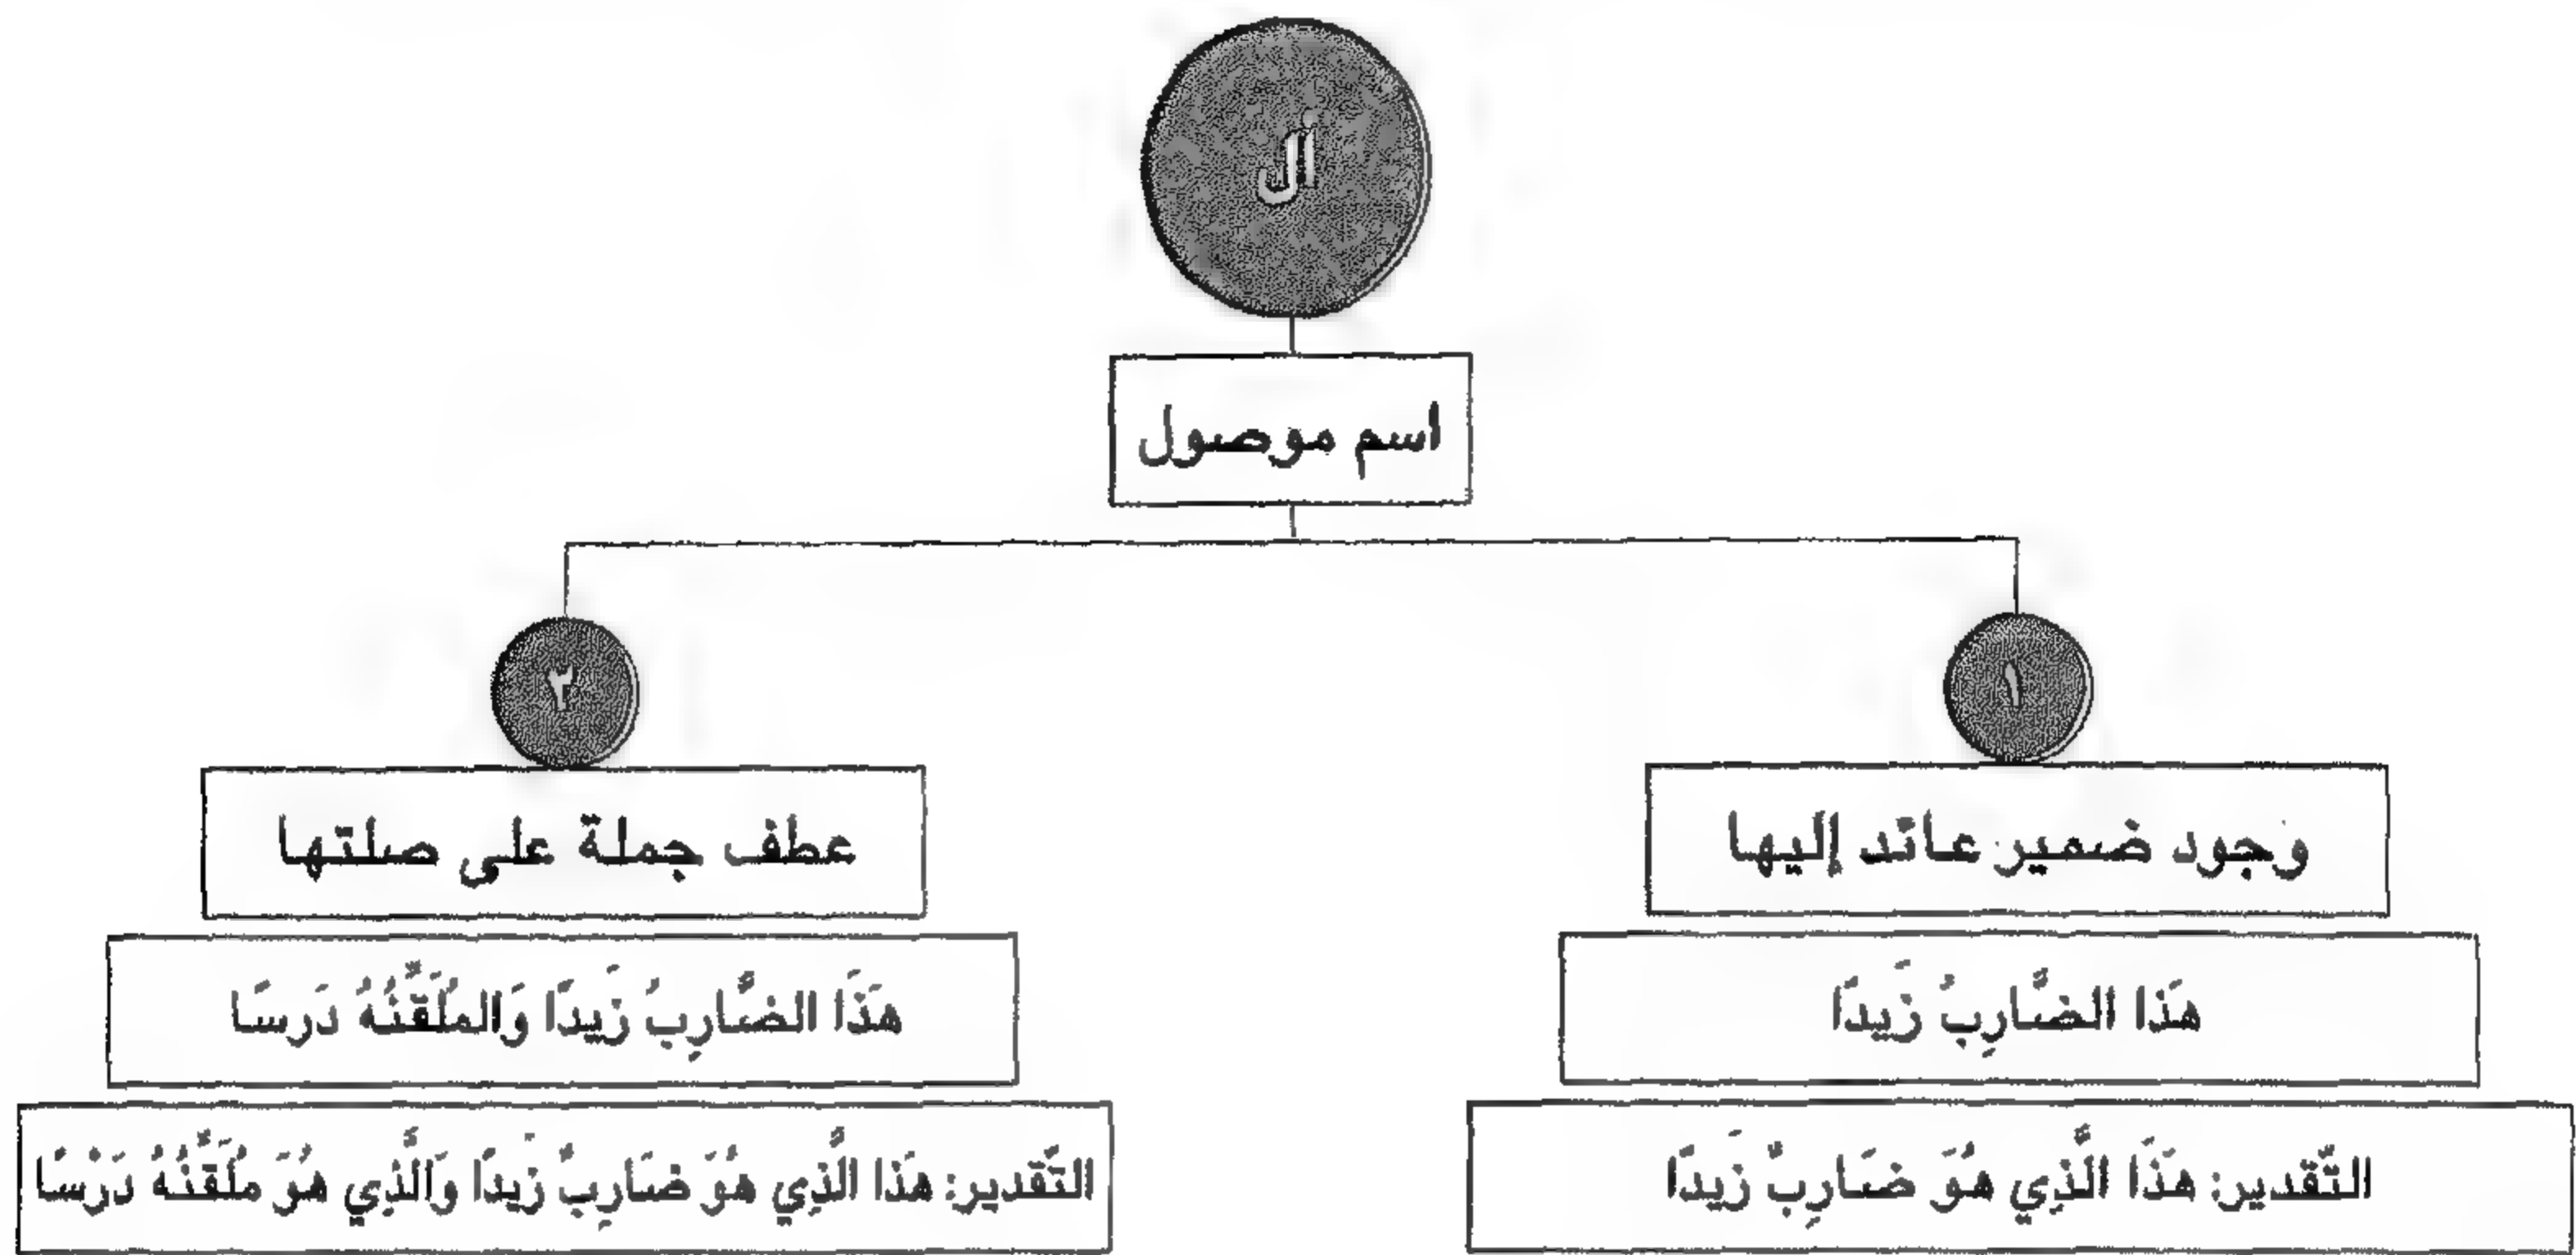 أل
اسم موصول
١
وجود ضمير عائد إليها
هَذَا الضَّارِبُ زَيدًا
التَّقدير: هَذَا الَّذِي هُوَ ضَارِبٌ زَيدًا
٢
عطف جملة على صلتها
هَذَا الضَّارِبُ زَيدًا وَالمُلَقِّنُهُ دَرسًا
التَّقدير: هَذا الَّذِي هُوَ ضَارِبٌ زَيدًا وَالَّذِي هُوَ مُلَقِّنُهُ دَرْسًا